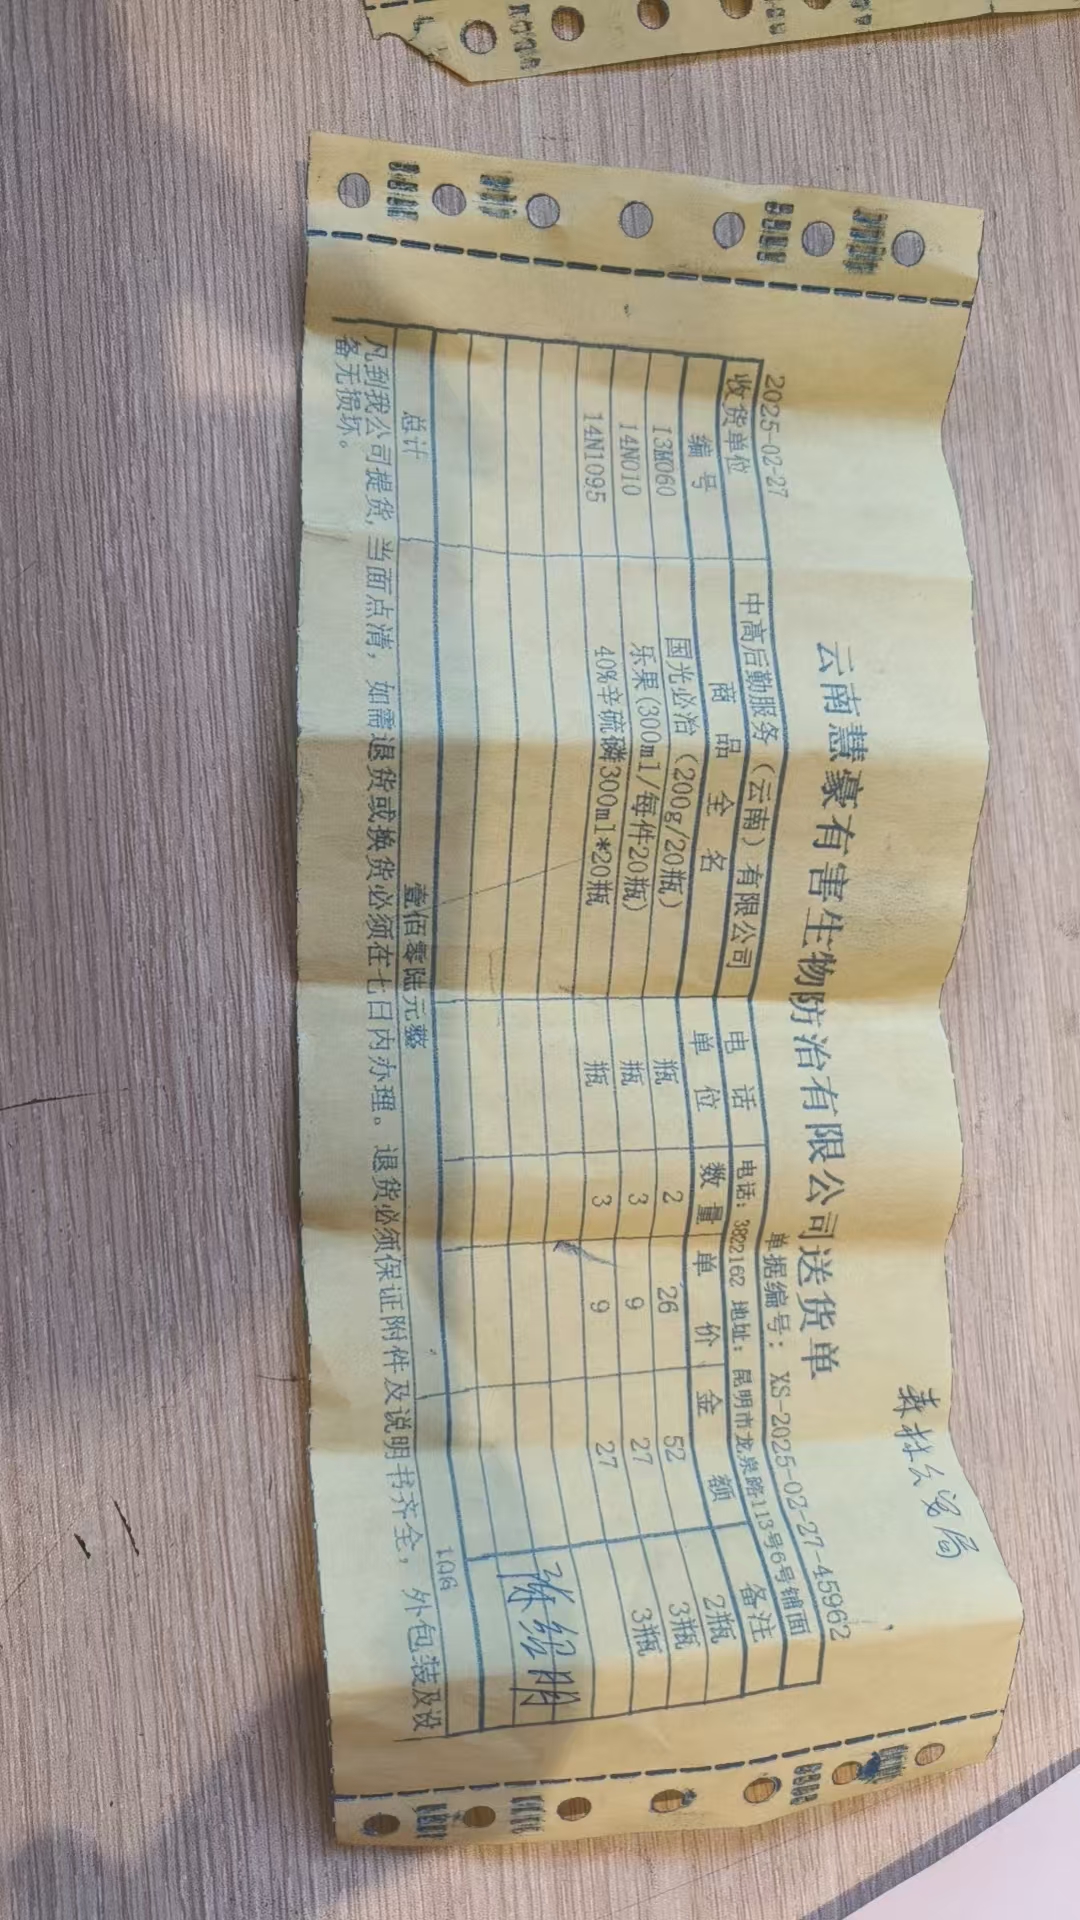 森林公安局
云南慧豪有害生物防治有限公司送货单
2025-02-27 单据编号： XS-2025-02-27-45962
收货单位 中高后勤服务（云南）有限公司 电话 电话：3822162 地址：昆明市龙泉路113号6号铺面
编号 商品全名 单位 数量 单价 金额 备注
13M060 国光必治（200g/20瓶） 瓶 2 26 52 2瓶
14N010 乐果(300ml/每件20瓶) 瓶 3 9 27 3瓶
14N1095 40%辛硫磷300ml*20瓶 瓶 3 9 27 3瓶
张绍明
总计 壹佰零陆元整 106
凡到我公司提货,当面点清，如需退货或换货必须在七日内办理。退货必须保证附件及说明书齐全，外包装及设
备无损坏。